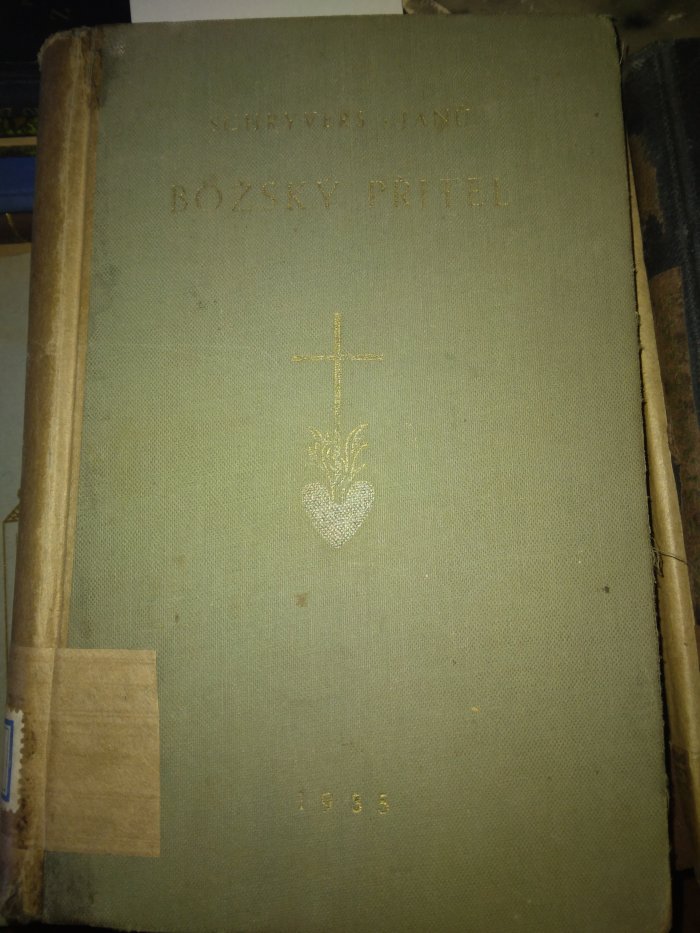 SCHRYVERS - JANŮ
BOŽSKÝ PŘÍTEL
1935